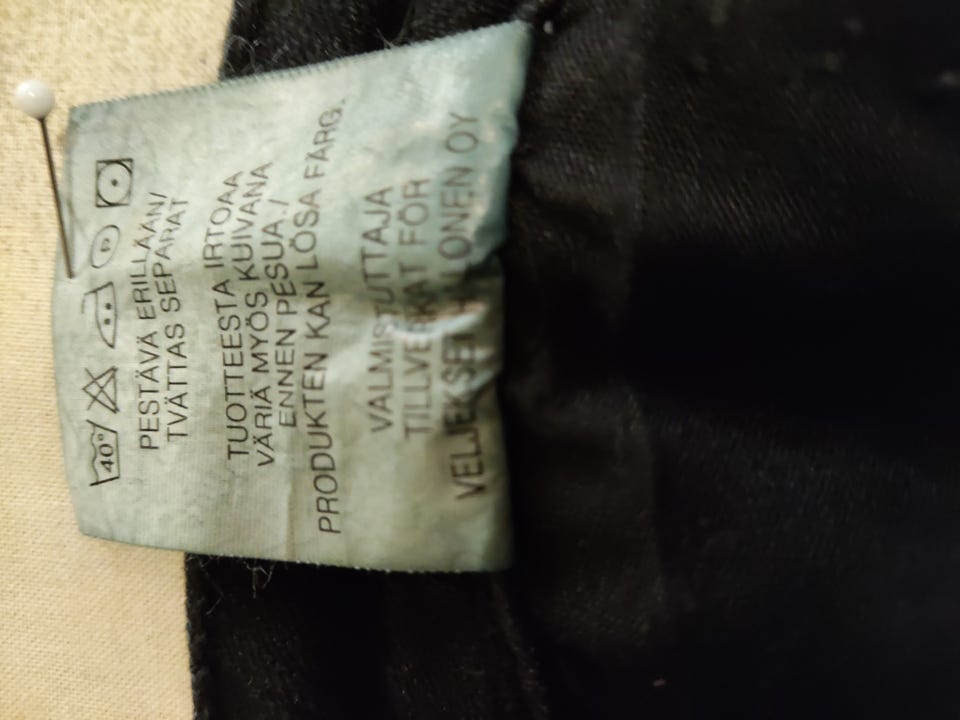 40° P
PESTÄVÄ ERILLÄÄN/
TVÄTTAS SEPARAT
TUOTTEESTA IRTOAA
VÄRIÄ MYÖS KUIVANA
ENNEN PESUA./
PRODUKTEN KAN LÖSA FÄRG.
VALMISTUTTAJA
TILLVERKAT FÖR
VELJEKSET HALONEN OY